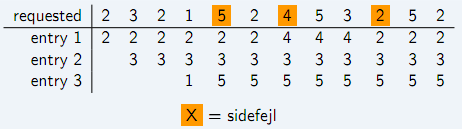 requested 2 3 2 1 5 2 4 5 3 2 5 2
entry 1 2 2 2 2 2 2 4 4 4 2 2 2
entry 2 3 3 3 3 3 3 3 3 3 3 3
entry 3 1 5 5 5 5 5 5 5 5
X = sidefejl